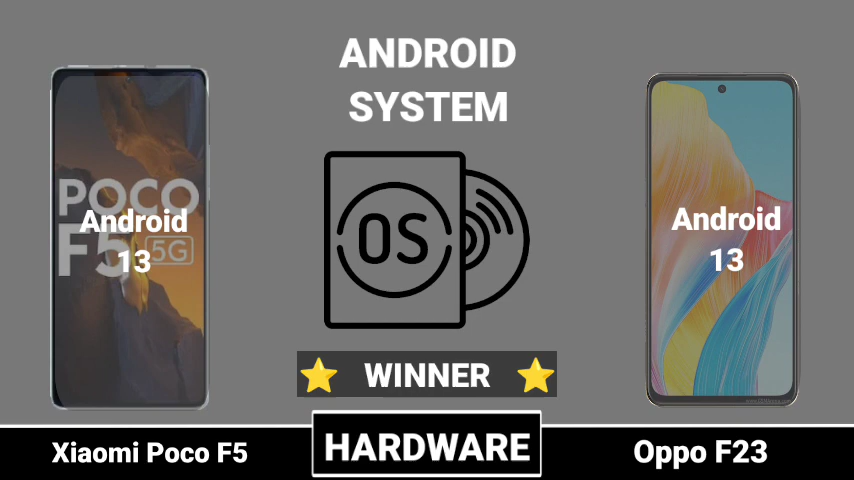 ANDROID
SYSTEM
POCO
F5 5G
Android
13
OS
Android
13
WINNER
Xiaomi Poco F5
HARDWARE
Oppo F23